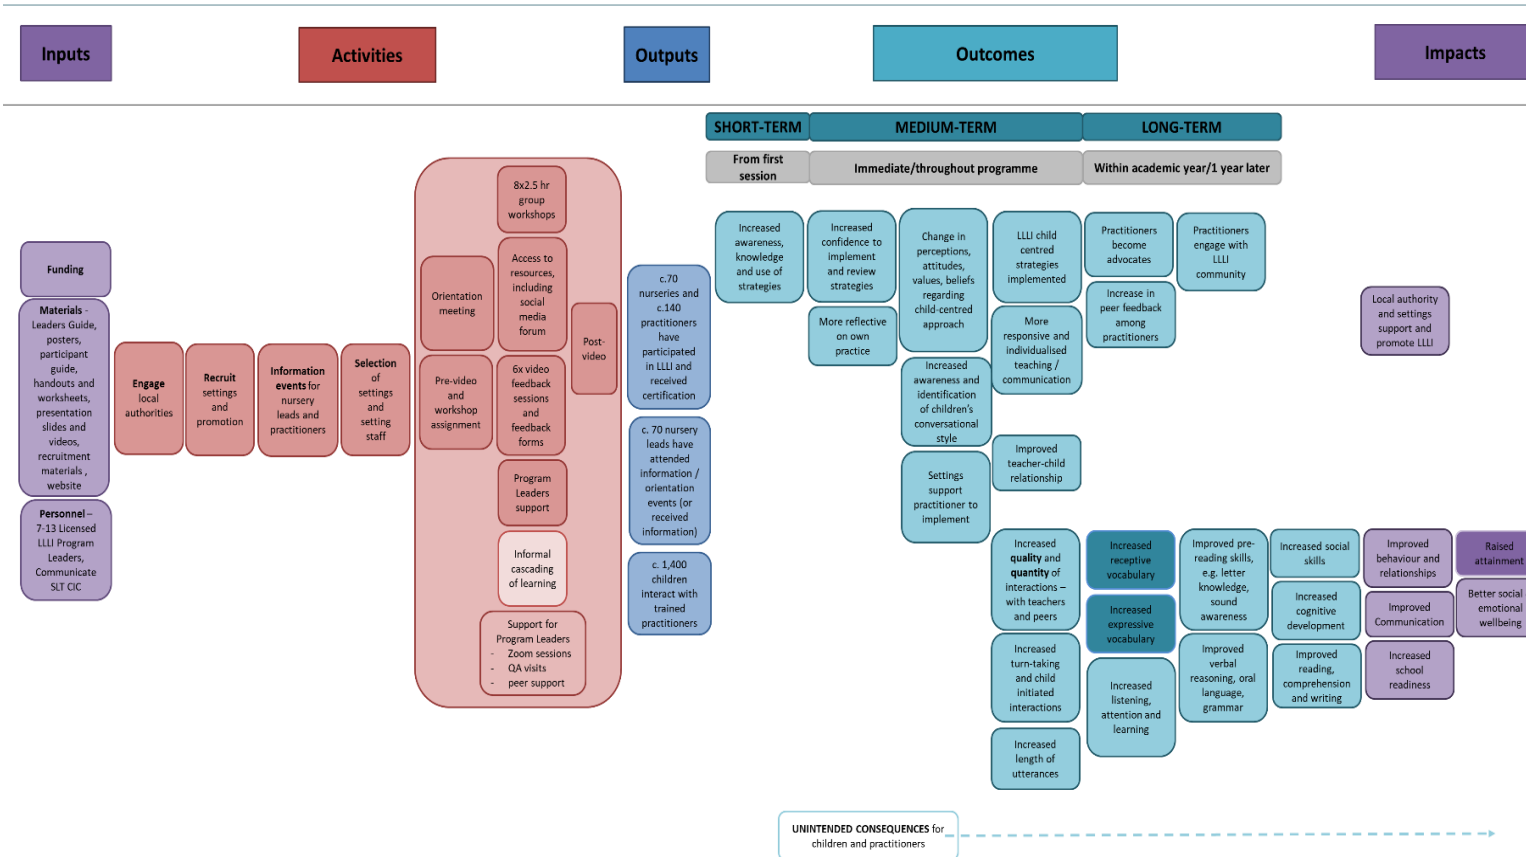 Inputs
Activities
Outputs
Outcomes
Impacts
SHORT-TERM
MEDIUM-TERM
LONG-TERM
From first
session
Immediate/throughout programme
Within academic year/1 year later
Funding
Materials -
Leaders Guide,
posters,
participant
guide,
handouts and
worksheets,
presentation
slides and
videos,
recruitment
materials ,
website
Personnel –
7-13 Licensed
LLLI Program
Leaders,
Communicate
SLT CIC
Engage
local
authorities
Recruit
settings
and
promotion
Information
events for
nursery
leads and
practitioners
Selection
of
settings
and
setting
staff
Orientation
meeting
Pre-video
and
workshop
assignment
8x2.5 hr
group
workshops
Access to
resources,
including
social
media
forum
6x video
feedback
sessions
and
feedback
forms
Program
Leaders
support
Informal
cascading
of learning
Support for
Program Leaders
- Zoom sessions
- QA visits
- peer support
Post-
video
c.70
nurseries and
c.140
practitioners
have
participated
in LLLI and
received
certification
c. 70 nursery
leads have
attended
information /
orientation
events (or
received
information)
c. 1,400
children
interact with
trained
practitioners
Increased
awareness,
knowledge
and use of
strategies
Increased
confidence to
implement
and review
strategies
More reflective
on own
practice
Change in
perceptions,
attitudes,
values, beliefs
regarding
child-centred
approach
Increased
awareness and
identification
of children's
conversational
style
Settings
support
practitioner to
implement
LLLI child
centred
strategies
implemented
More
responsive and
individualised
teaching /
communication
Improved
teacher-child
relationship
Increased
quality and
quantity of
interactions –
with teachers
and peers
Increased
turn-taking
and child
initiated
interactions
Increased
length of
utterances
Practitioners
become
advocates
Increase in
peer feedback
among
practitioners
Practitioners
engage with
LLLI
community
Increased
receptive
vocabulary
Increased
expressive
vocabulary
Increased
listening,
attention and
learning
Improved pre-
reading skills,
e.g. letter
knowledge,
sound
awareness
Improved
verbal
reasoning, oral
language,
grammar
Increased social
skills
Increased
cognitive
development
Improved
reading,
comprehension
and writing
Local authority
and settings
support and
promote LLLI
Improved
behaviour and
relationships
Improved
Communication
Increased
school
readiness
Raised
attainment
Better social
emotional
wellbeing
UNINTENDED CONSEQUENCES for
children and practitioners